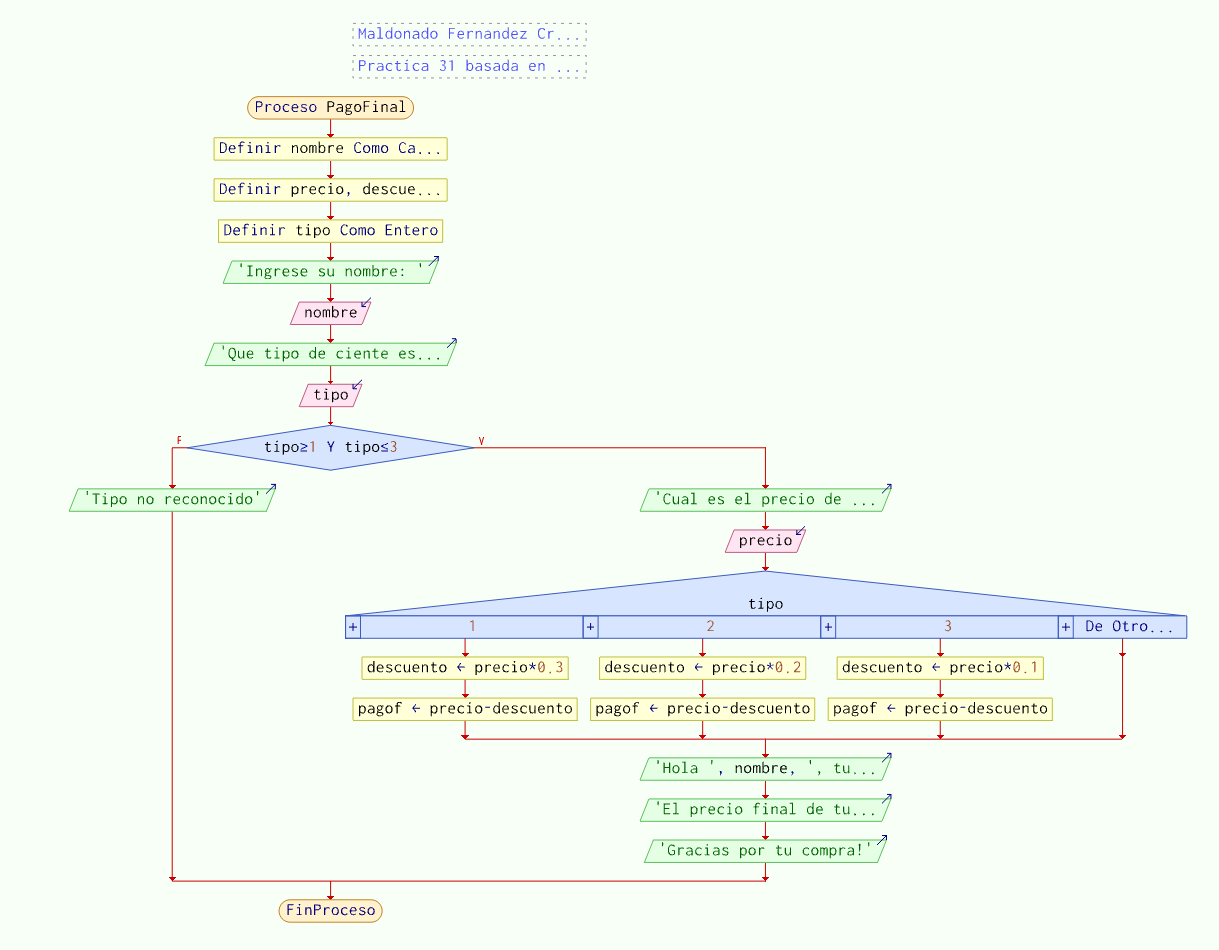 Maldonado Fernandez Cr...
Practica 31 basada en ...
Proceso PagoFinal
Definir nombre Como Ca...
Definir precio, descue...
Definir tipo Como Entero
'Ingrese su nombre: '
nombre
'Que tipo de ciente es...
tipo
F
tipo≥1 Y tipo≤3
V
'Tipo no reconocido'
'Cual es el precio de ...
precio
tipo
+ 1 + 2 + 3 + De Otro...
descuento ← precio*0.3 descuento ← precio*0.2 descuento ← precio*0.1
pagof ← precio-descuento pagof ← precio-descuento pagof ← precio-descuento
'Hola ', nombre, ', tu...
'El precio final de tu...
'Gracias por tu compra!'
FinProceso